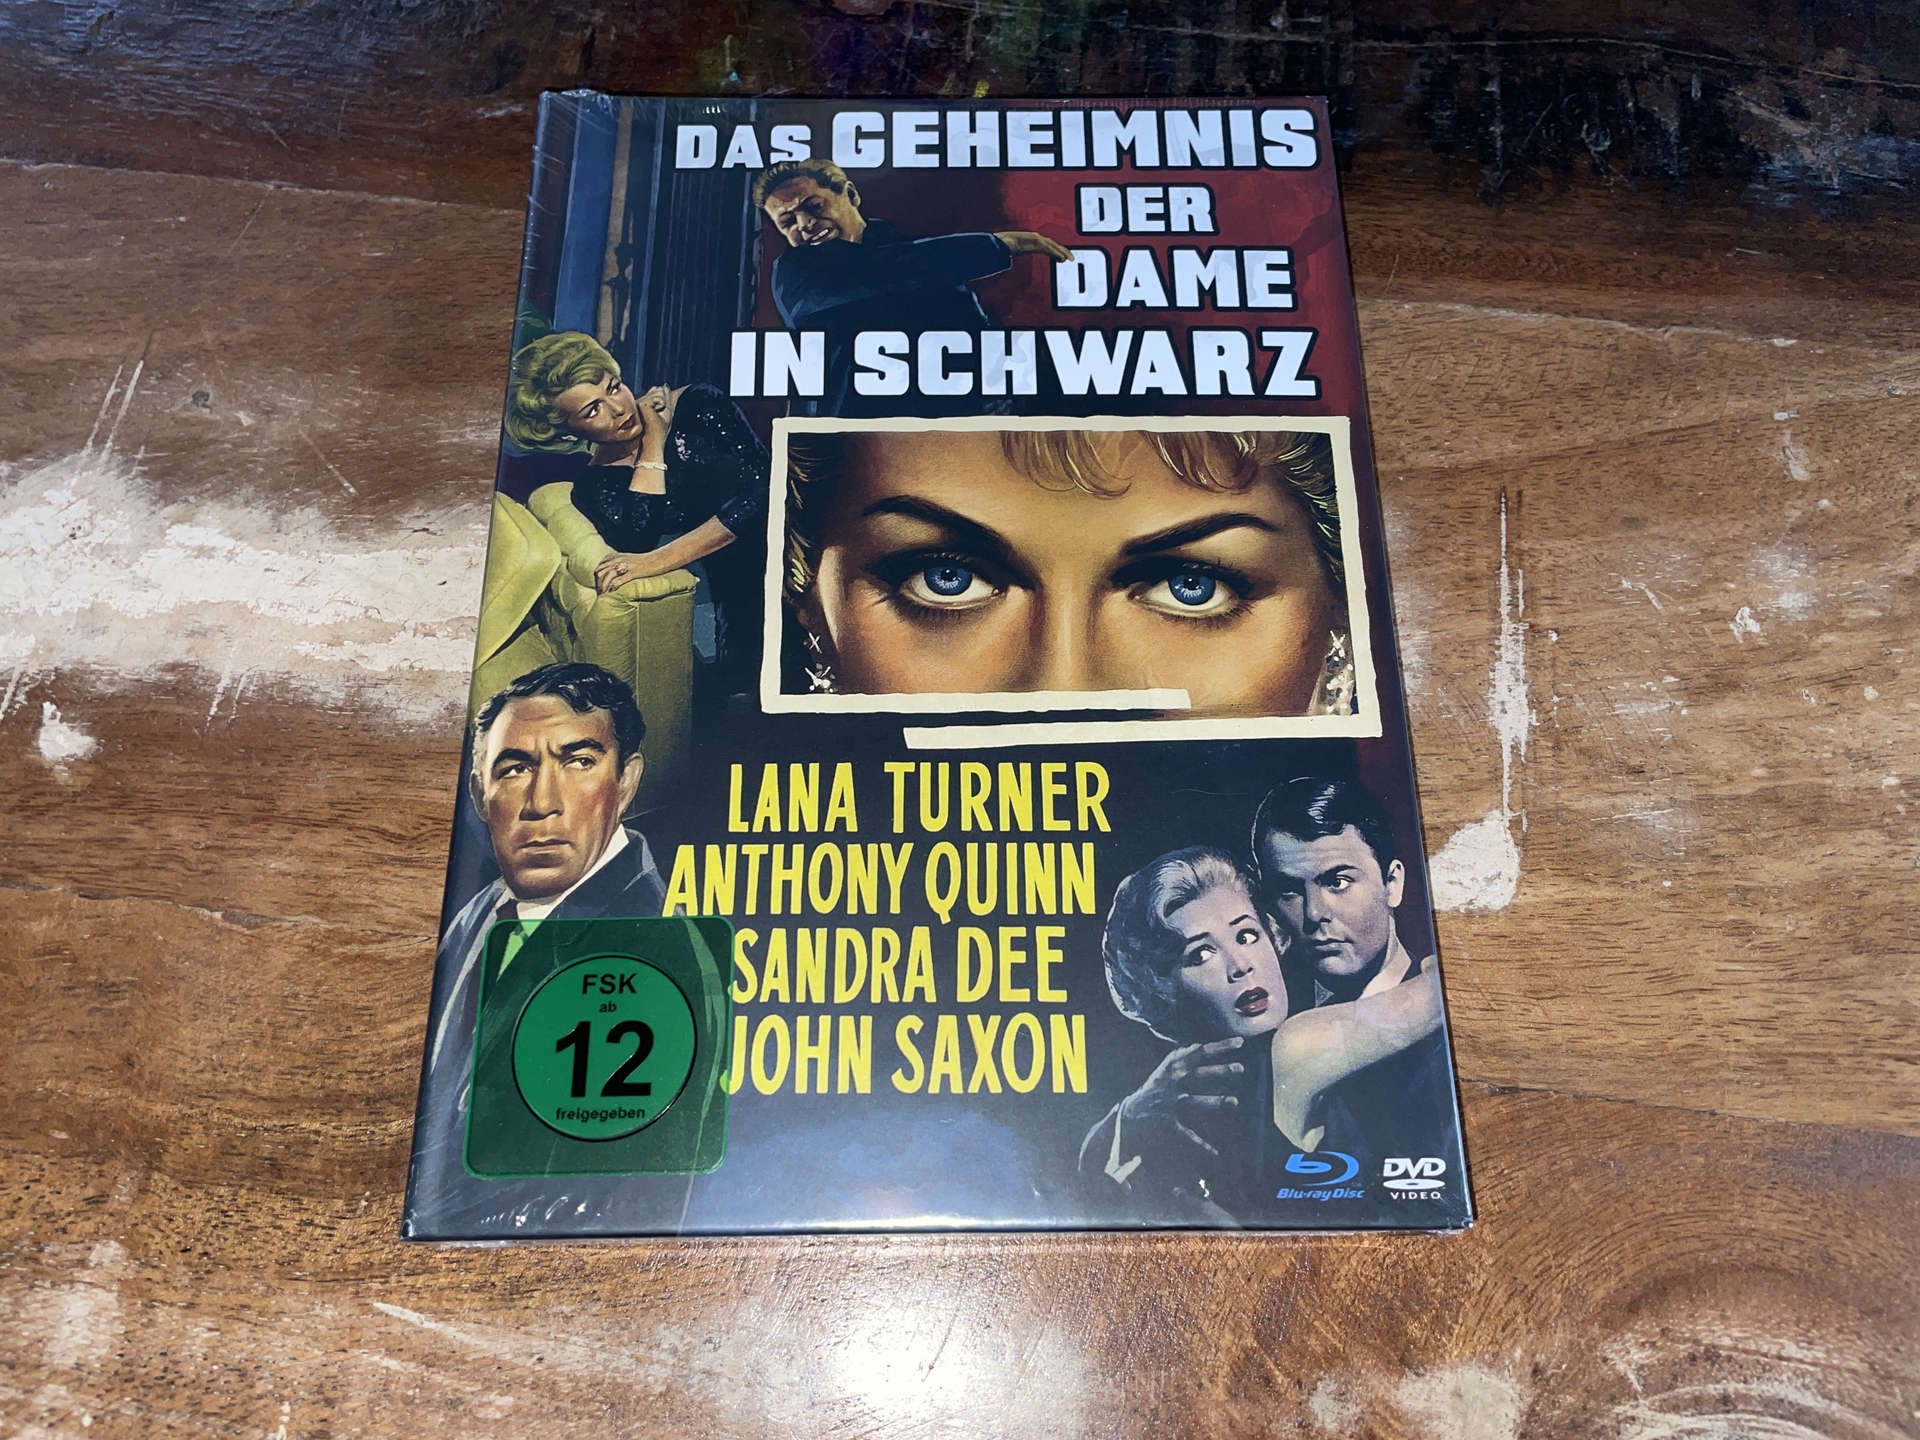 DAS GEHEIMNIS
DER
DAME
IN SCHWARZ
LANA TURNER
ANTHONY QUINN
SANDRA DEE
JOHN SAXON
FSK
ab
12
freigegeben
Blu-ray Disc
DVD
VIDEO